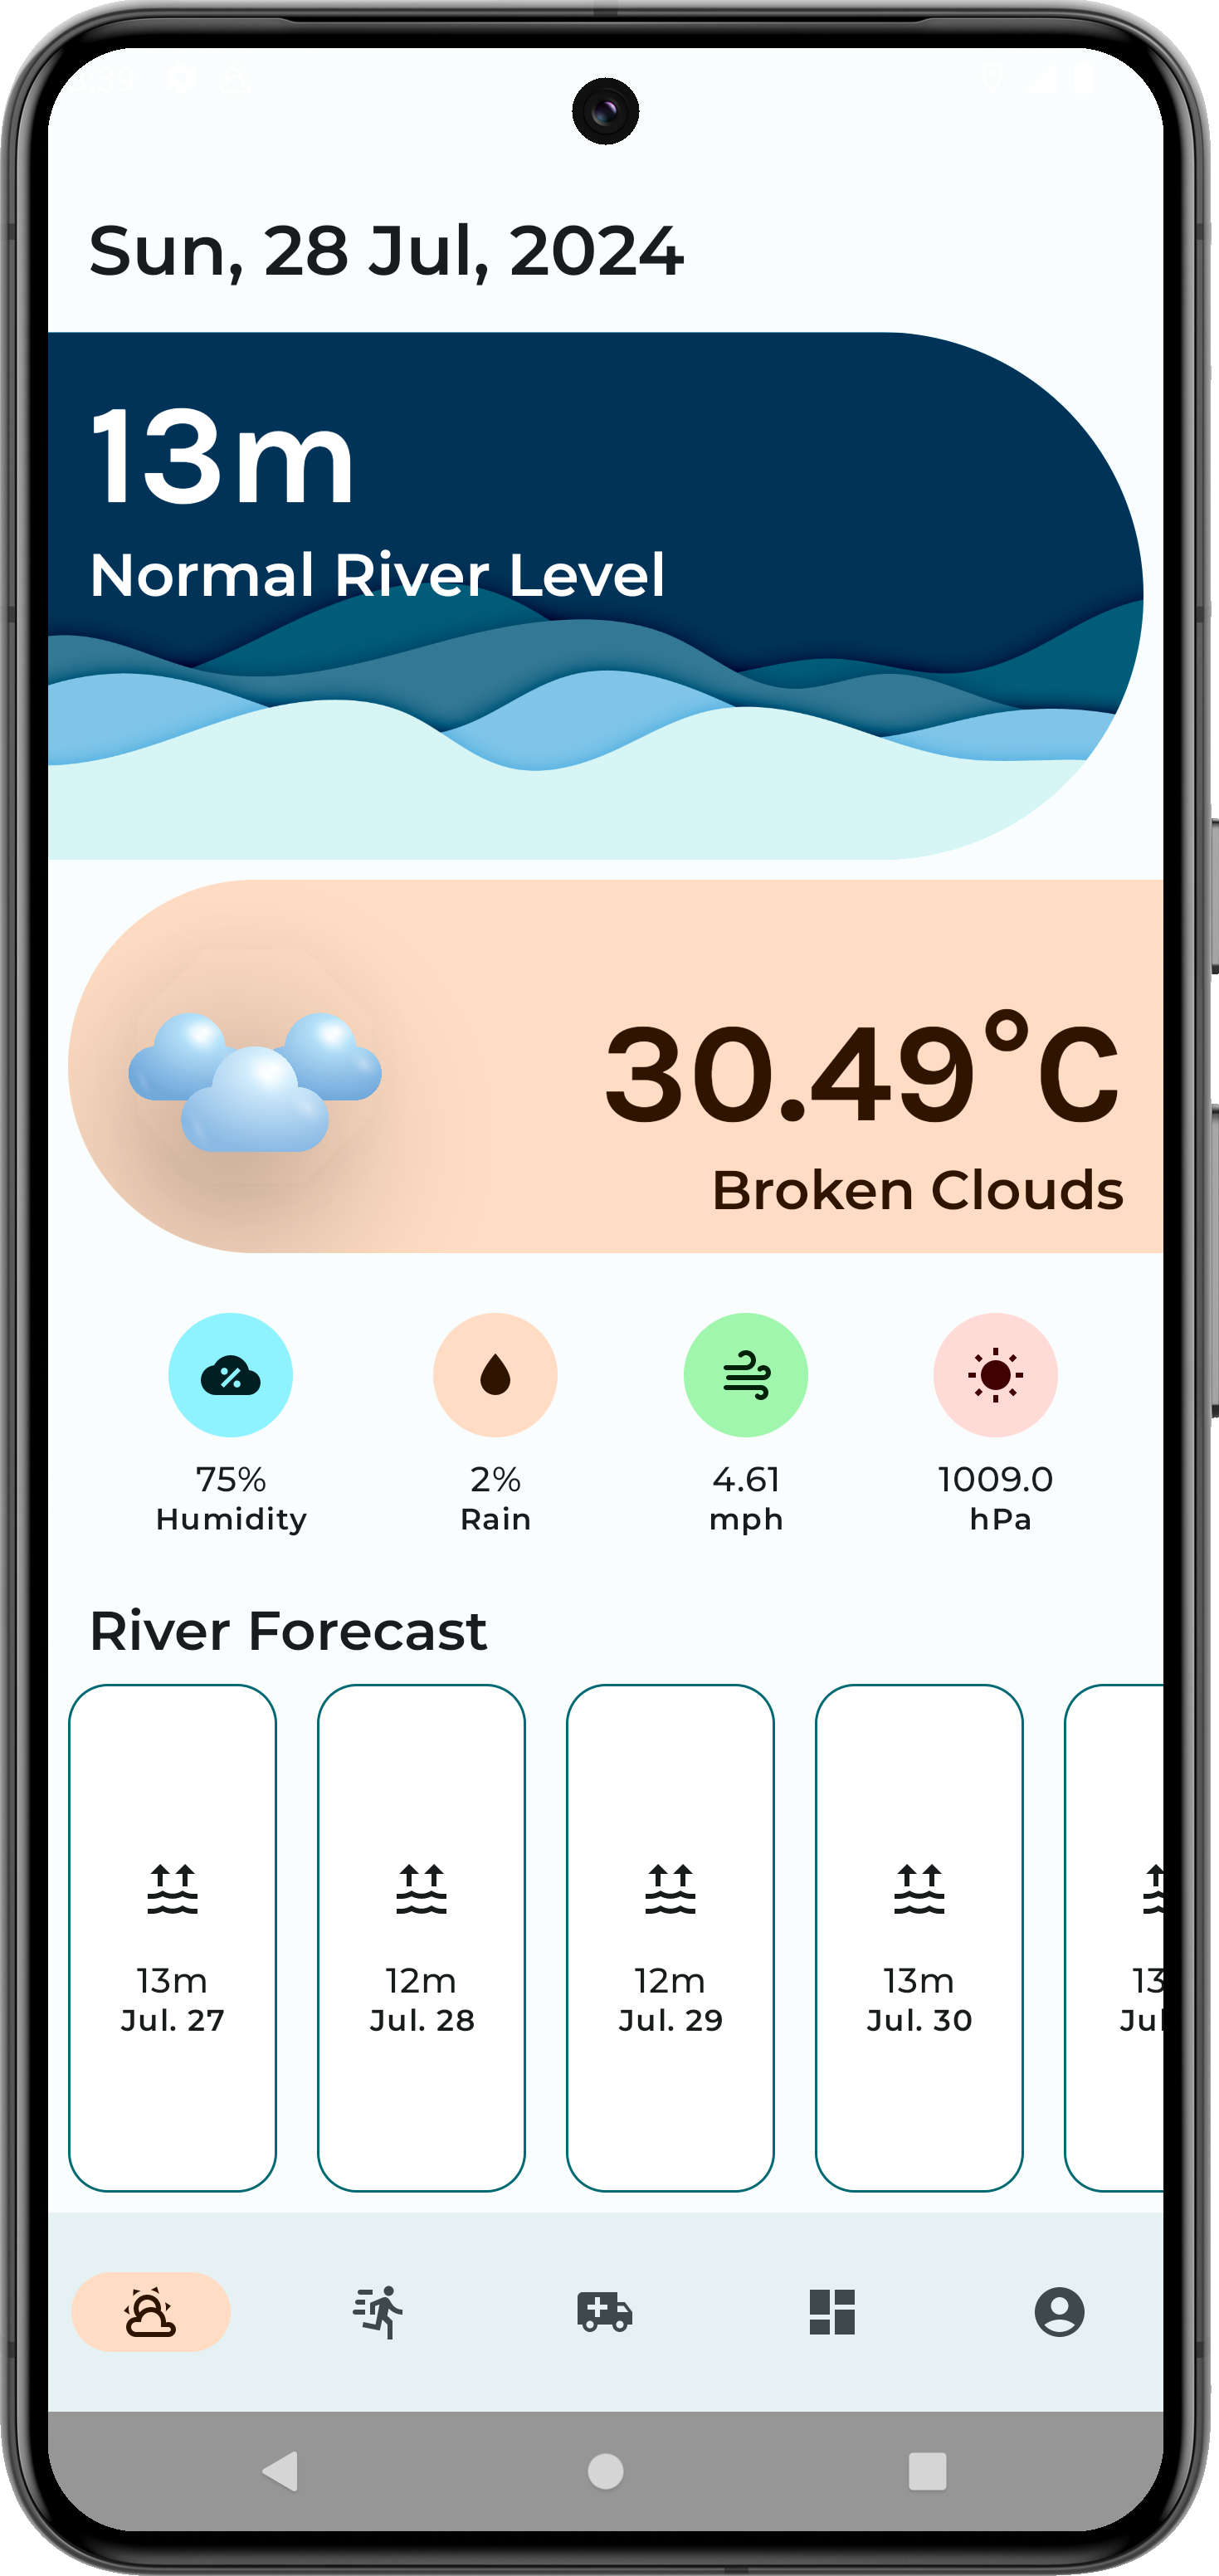 Sun, 28 Jul, 2024
13m
Normal River Level
30.49°C
Broken Clouds
75% 2% 4.61 1009.0
Humidity Rain mph hPa
River Forecast
13m 12m 12m 13m 13
Jul. 27 Jul. 28 Jul. 29 Jul. 30 Jul